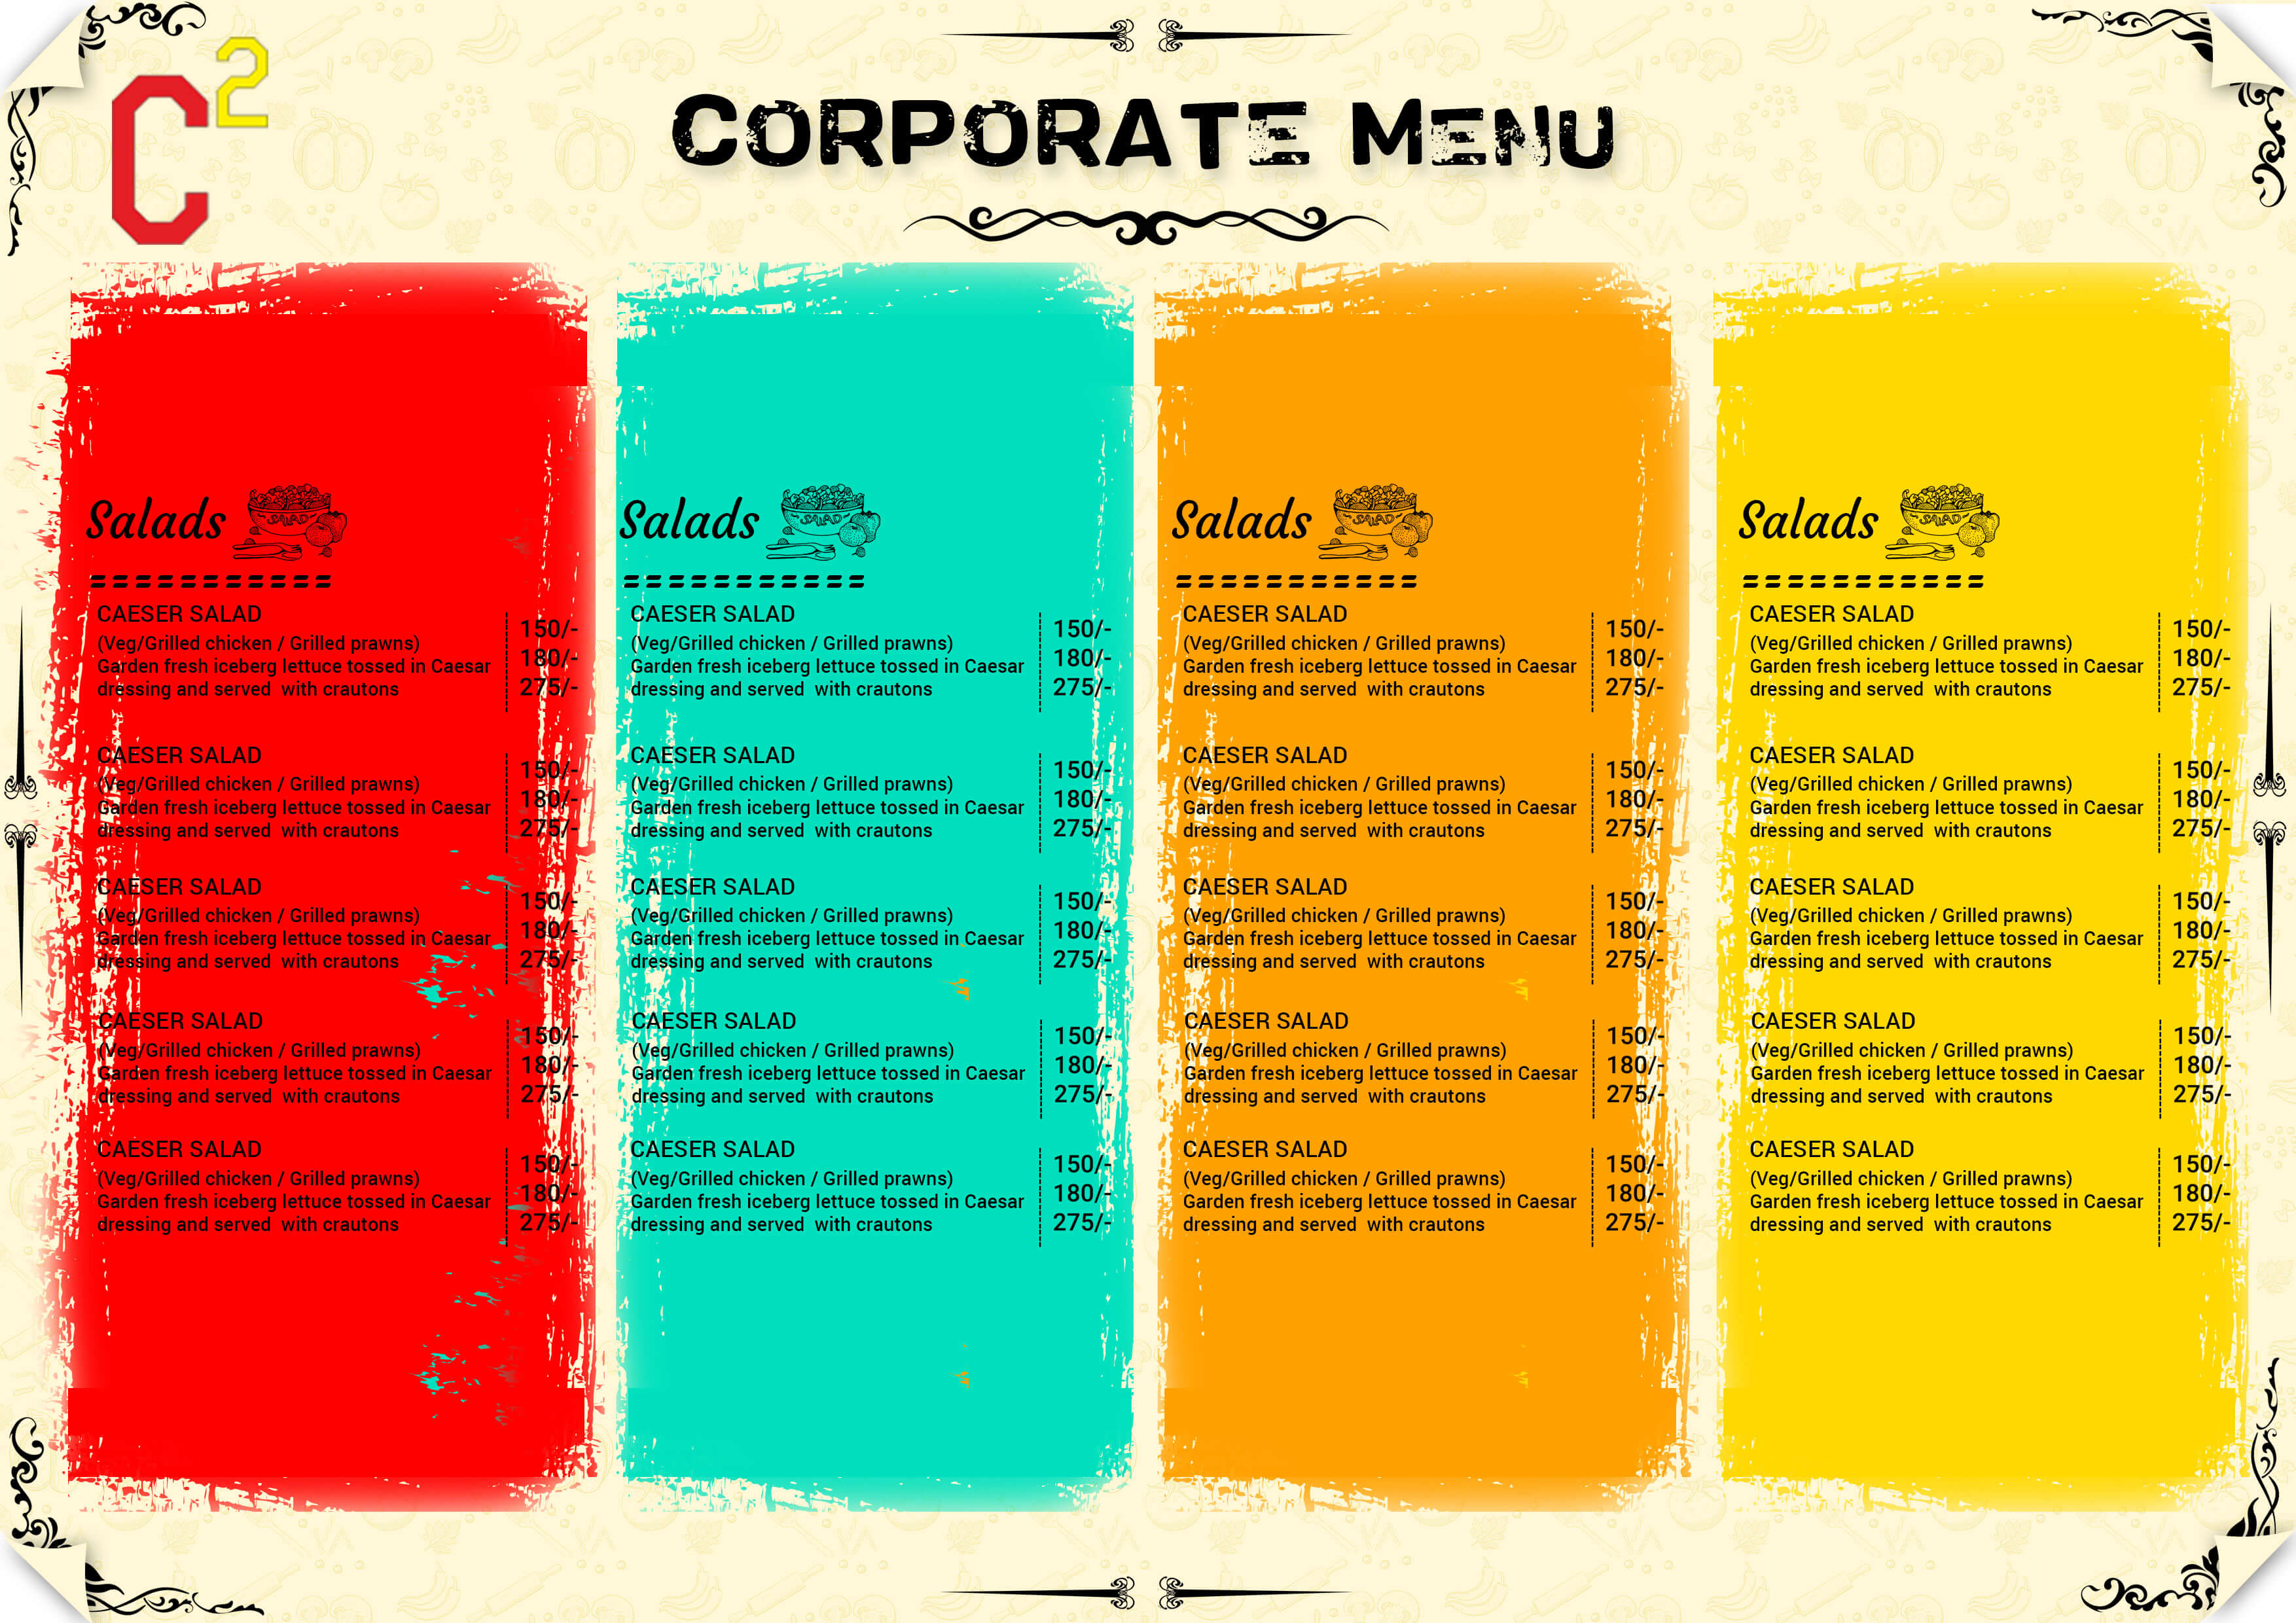 C2
CORPORATE MENU
Salads
SALAD
CAESER SALAD
(Veg/Grilled chicken / Grilled prawns)
Garden fresh iceberg lettuce tossed in Caesar
dressing and served with crautons
150/-
180/-
275/-
CAESER SALAD
(Veg/Grilled chicken / Grilled prawns)
Garden fresh iceberg lettuce tossed in Caesar
dressing and served with crautons
150/-
180/-
275/-
CAESER SALAD
(Veg/Grilled chicken / Grilled prawns)
Garden fresh iceberg lettuce tossed in Caesar
dressing and served with crautons
150/-
180/-
275/-
CAESER SALAD
(Veg/Grilled chicken / Grilled prawns)
Garden fresh iceberg lettuce tossed in Caesar
dressing and served with crautons
150/-
180/-
275/-
CAESER SALAD
(Veg/Grilled chicken / Grilled prawns)
Garden fresh iceberg lettuce tossed in Caesar
dressing and served with crautons
150/-
180/-
275/-
Salads
SALAD
CAESER SALAD
(Veg/Grilled chicken / Grilled prawns)
Garden fresh iceberg lettuce tossed in Caesar
dressing and served with crautons
150/-
180/-
275/-
CAESER SALAD
(Veg/Grilled chicken / Grilled prawns)
Garden fresh iceberg lettuce tossed in Caesar
dressing and served with crautons
150/-
180/-
275/-
CAESER SALAD
(Veg/Grilled chicken / Grilled prawns)
Garden fresh iceberg lettuce tossed in Caesar
dressing and served with crautons
150/-
180/-
275/-
CAESER SALAD
(Veg/Grilled chicken / Grilled prawns)
Garden fresh iceberg lettuce tossed in Caesar
dressing and served with crautons
150/-
180/-
275/-
CAESER SALAD
(Veg/Grilled chicken / Grilled prawns)
Garden fresh iceberg lettuce tossed in Caesar
dressing and served with crautons
150/-
180/-
275/-
Salads
SALAD
CAESER SALAD
(Veg/Grilled chicken / Grilled prawns)
Garden fresh iceberg lettuce tossed in Caesar
dressing and served with crautons
150/-
180/-
275/-
CAESER SALAD
(Veg/Grilled chicken / Grilled prawns)
Garden fresh iceberg lettuce tossed in Caesar
dressing and served with crautons
150/-
180/-
275/-
CAESER SALAD
(Veg/Grilled chicken / Grilled prawns)
Garden fresh iceberg lettuce tossed in Caesar
dressing and served with crautons
150/-
180/-
275/-
CAESER SALAD
(Veg/Grilled chicken / Grilled prawns)
Garden fresh iceberg lettuce tossed in Caesar
dressing and served with crautons
150/-
180/-
275/-
CAESER SALAD
(Veg/Grilled chicken / Grilled prawns)
Garden fresh iceberg lettuce tossed in Caesar
dressing and served with crautons
150/-
180/-
275/-
Salads
SALAD
CAESER SALAD
(Veg/Grilled chicken / Grilled prawns)
Garden fresh iceberg lettuce tossed in Caesar
dressing and served with crautons
150/-
180/-
275/-
CAESER SALAD
(Veg/Grilled chicken / Grilled prawns)
Garden fresh iceberg lettuce tossed in Caesar
dressing and served with crautons
150/-
180/-
275/-
CAESER SALAD
(Veg/Grilled chicken / Grilled prawns)
Garden fresh iceberg lettuce tossed in Caesar
dressing and served with crautons
150/-
180/-
275/-
CAESER SALAD
(Veg/Grilled chicken / Grilled prawns)
Garden fresh iceberg lettuce tossed in Caesar
dressing and served with crautons
150/-
180/-
275/-
CAESER SALAD
(Veg/Grilled chicken / Grilled prawns)
Garden fresh iceberg lettuce tossed in Caesar
dressing and served with crautons
150/-
180/-
275/-